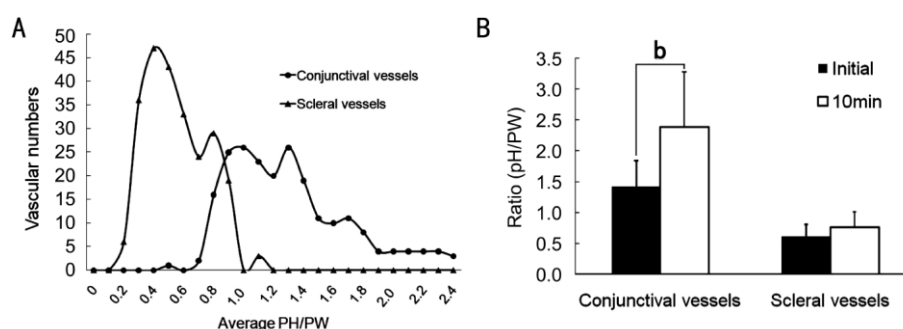 A
50
45
40
35
30
25
20
15
10
5
0
Vascular numbers
Conjunctival vessels
Scleral vessels
0
0.2
0.4
0.6
0.8
1.0
1.2
1.4
1.6
1.8
2.0
2.2
2.4
Average PH/PW
B
3.5
3.0
2.5
2.0
1.5
1.0
0.5
0.0
Ratio (pH/PW)
b
Initial
10min
Conjunctival vessels
Scleral vessels